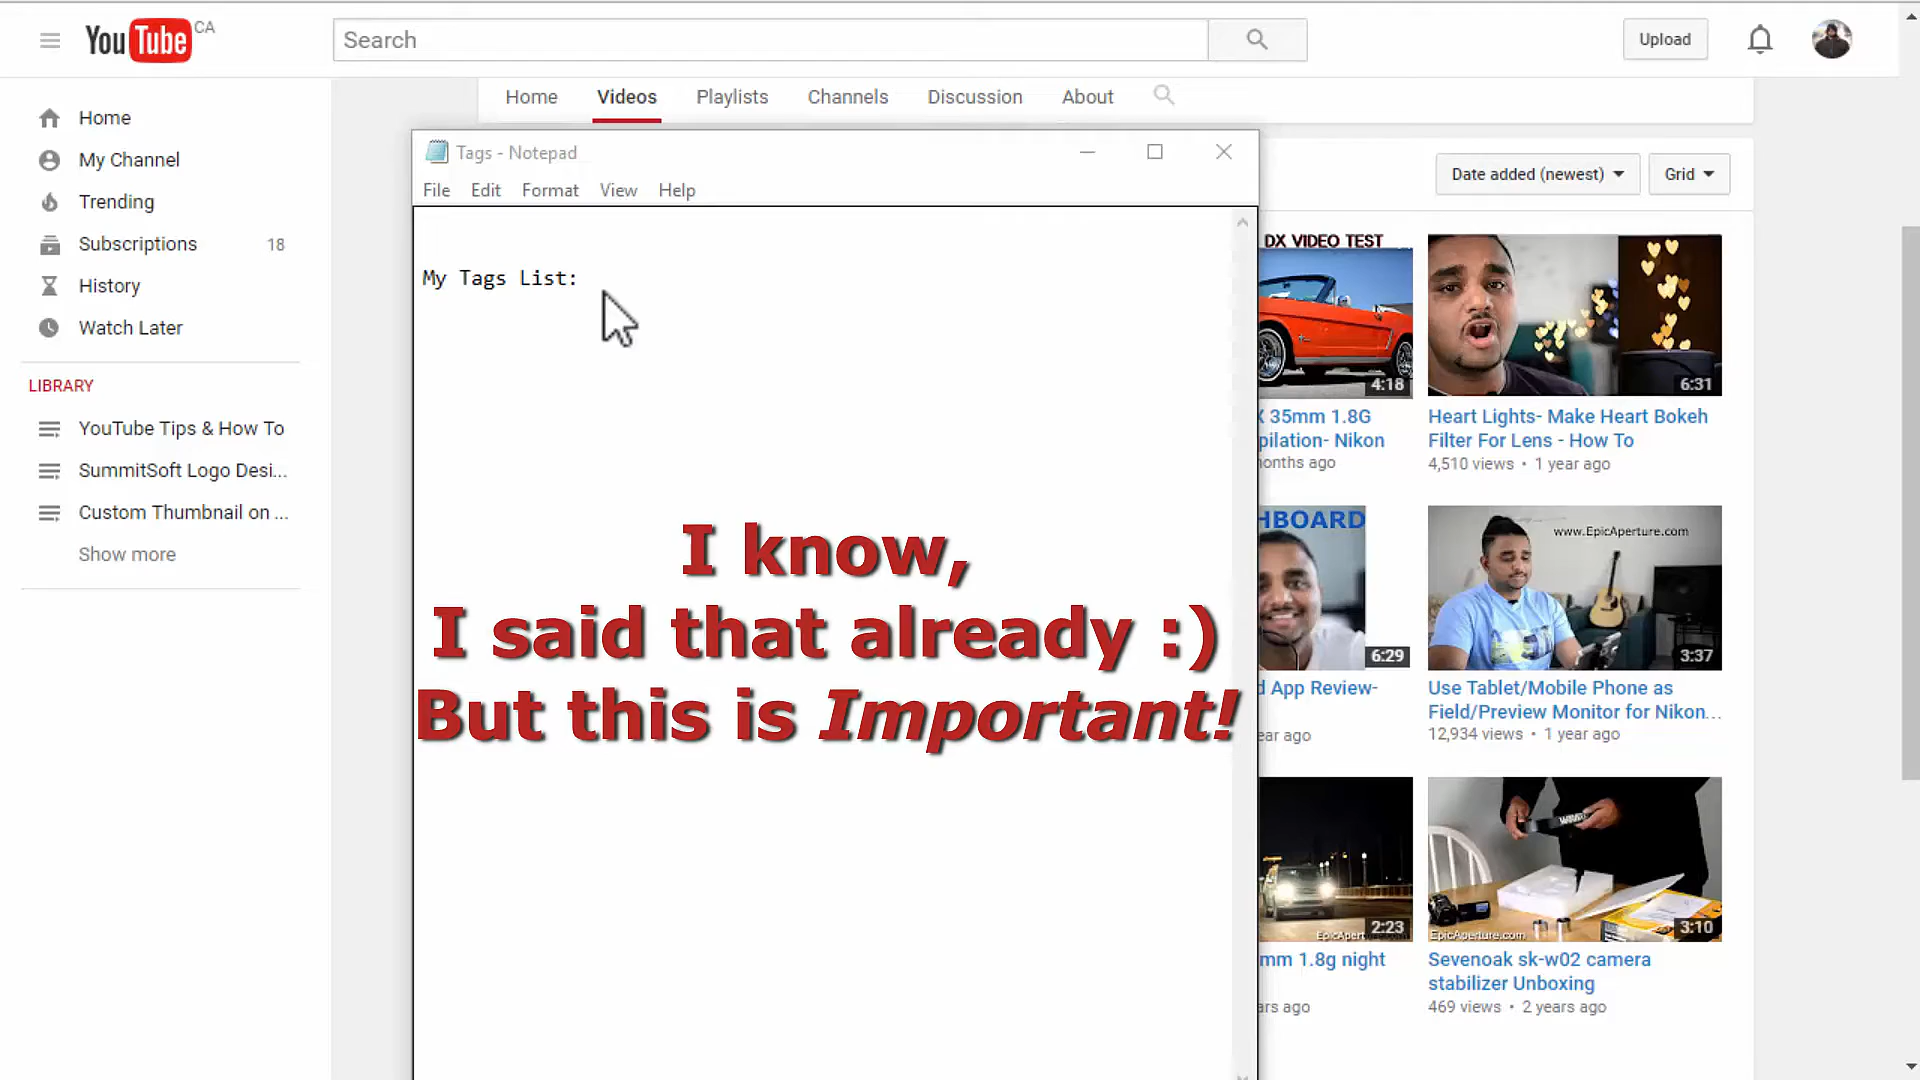 YouTube CA
Search
Upload
Home
My Channel
Trending
Subscriptions 18
History
Watch Later
LIBRARY
YouTube Tips & How To
SummitSoft Logo Desi...
Custom Thumbnail on ...
Show more
Home Videos Playlists Channels Discussion About
Date added (newest) Grid
Tags - Notepad
File Edit Format View Help
My Tags List:
I know,
I said that already :)
But this is Important!
DX VIDEO TEST
4:18
X 35mm 1.8G
pilation- Nikon
onths ago
6:31
Heart Lights- Make Heart Bokeh
Filter For Lens - How To
4,510 views • 1 year ago
HBOARD
6:29
d App Review-
ear ago
www.EpicAperture.com
3:37
Use Tablet/Mobile Phone as
Field/Preview Monitor for Nikon...
12,934 views • 1 year ago
EpicApert
2:23
mm 1.8g night
ars ago
EpicAperture.com
3:10
Sevenoak sk-w02 camera
stabilizer Unboxing
469 views • 2 years ago